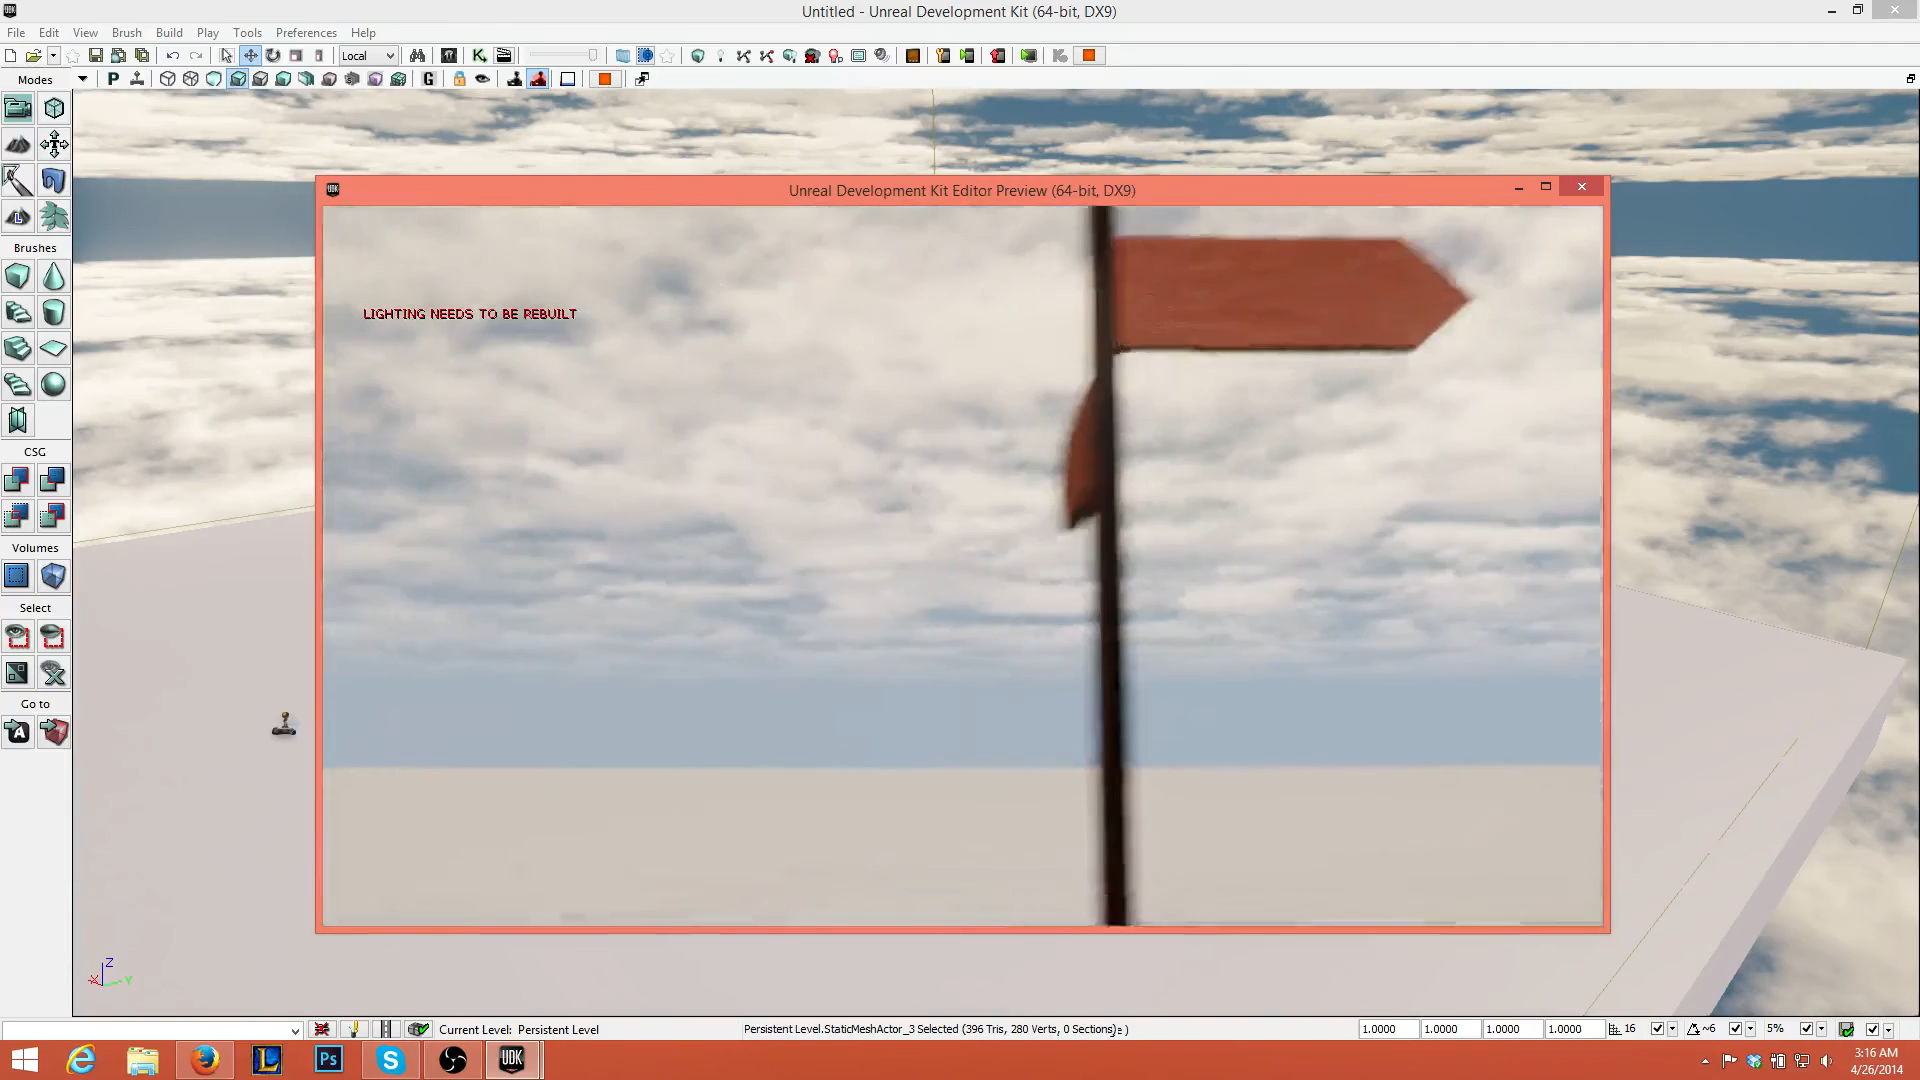 Untitled - Unreal Development Kit (64-bit, DX9)
File Edit View Brush Build Play Tools Preferences Help
Local
Modes
P
G
Unreal Development Kit Editor Preview (64-bit, DX9)
LIGHTING NEEDS TO BE REBUILT
L
Brushes
CSG
Volumes
Select
Go to
A
Z
X
Y
Current Level: Persistent Level
Persistent Level.StaticMeshActor_3 Selected (396 Tris, 280 Verts, 0 Sections)
1.0000 1.0000 1.0000 1.0000 16 ~6 5%
L Ps S UDK
3:16 AM
4/26/2014